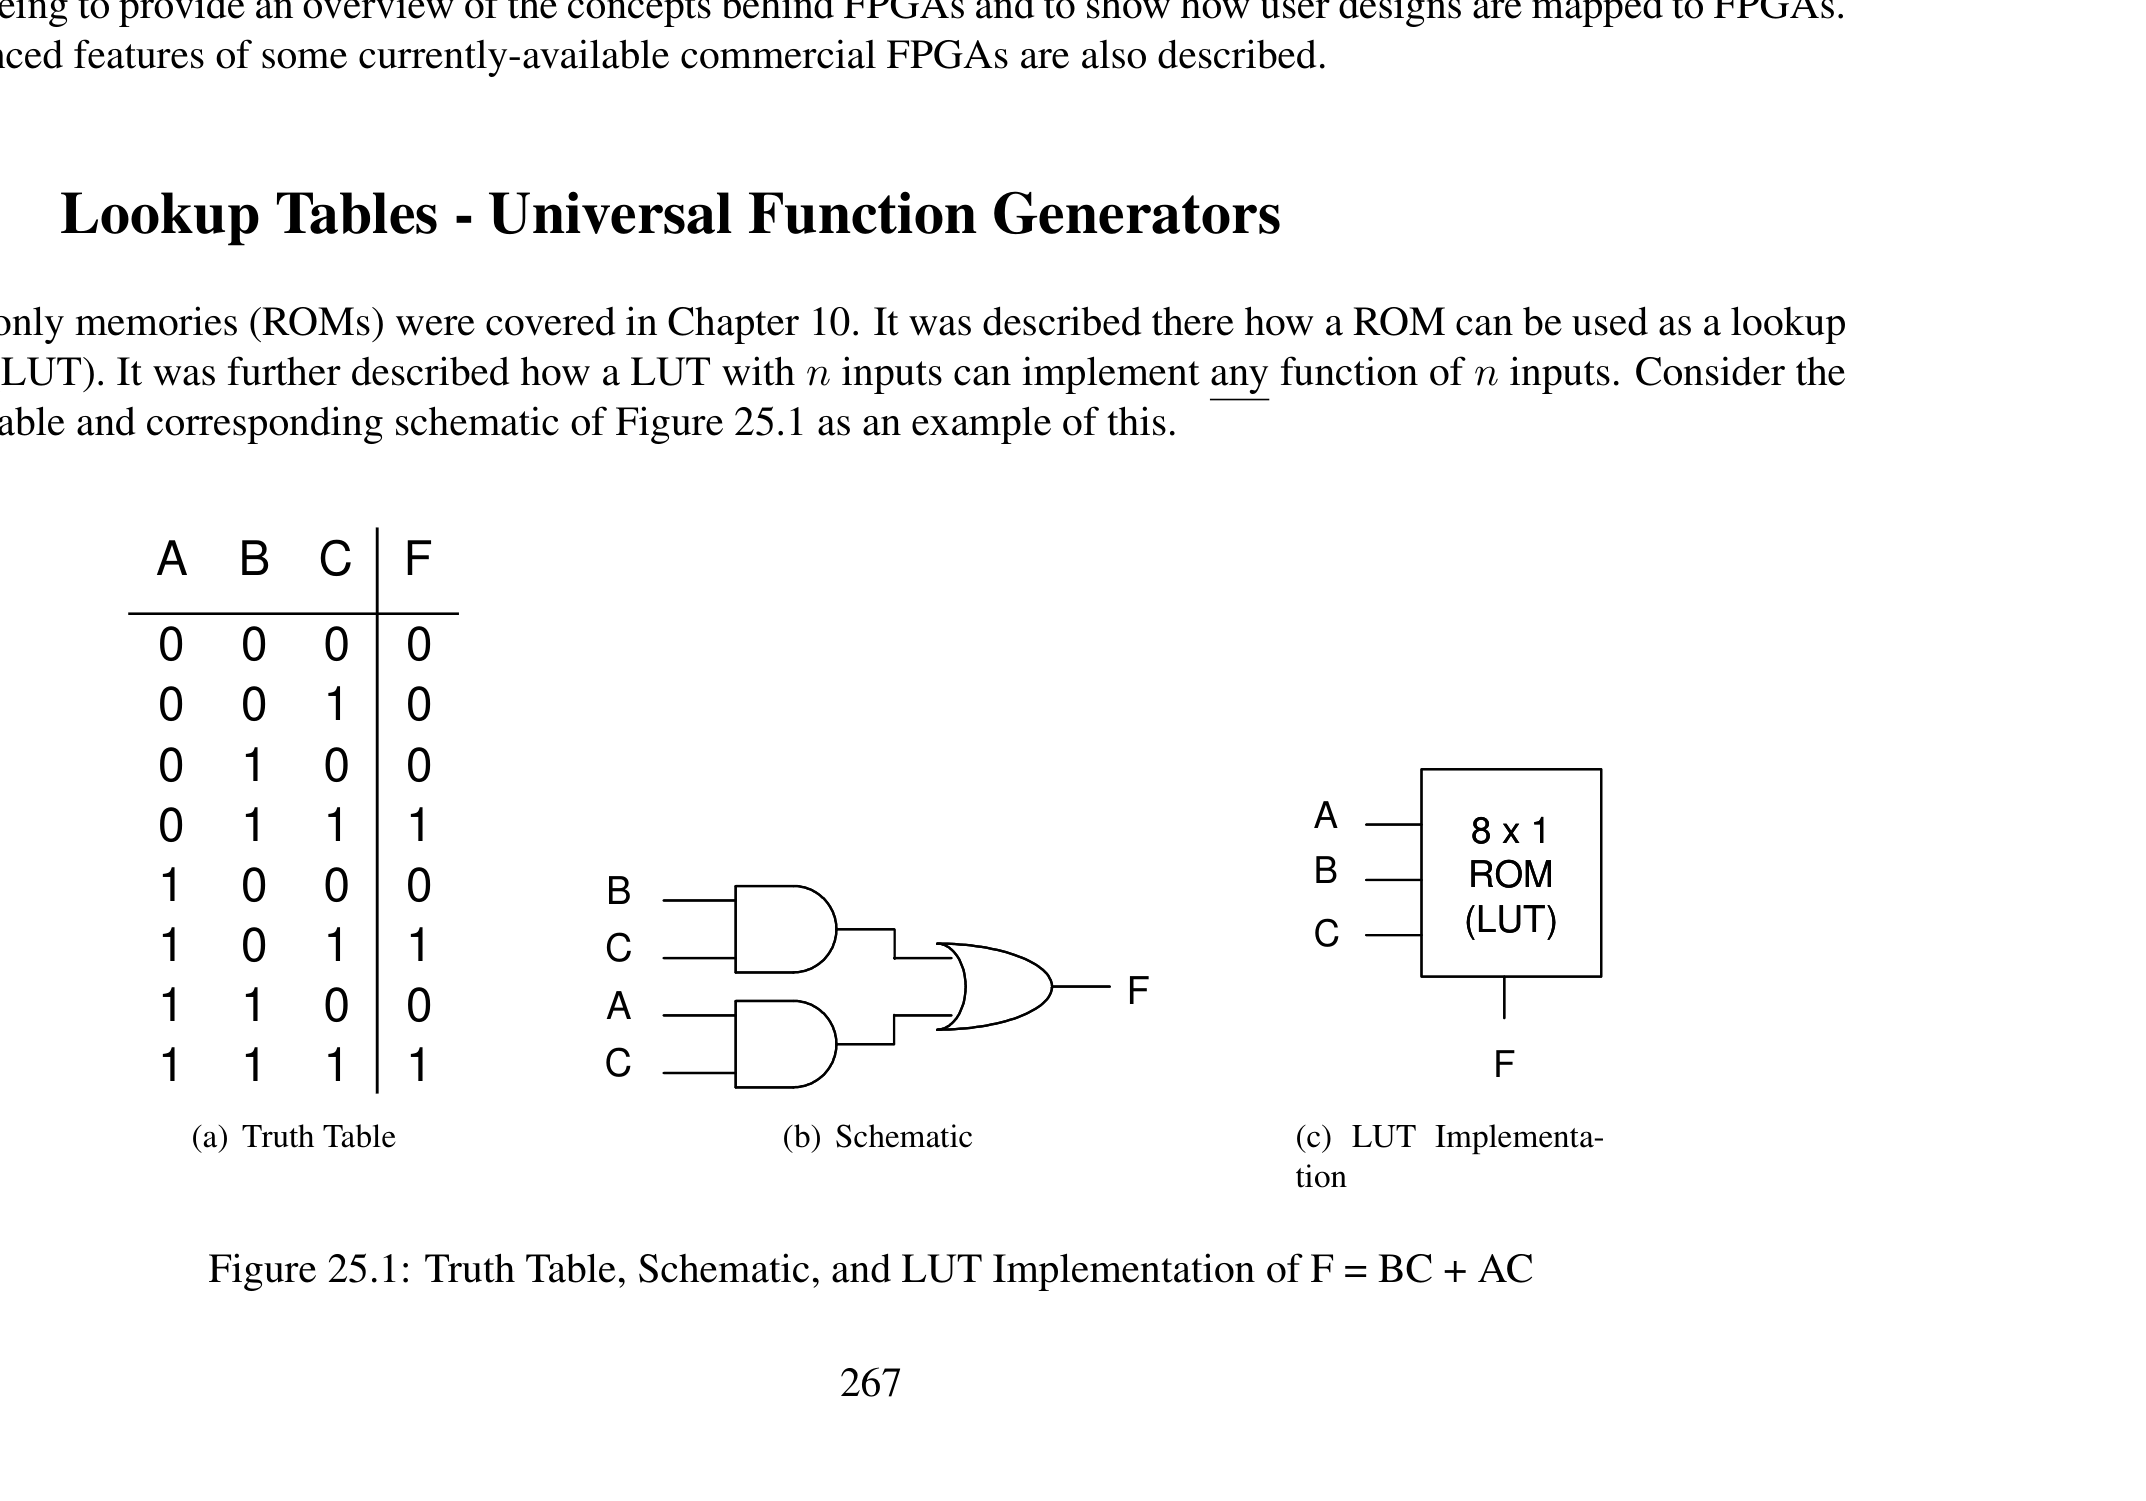 eing to provide an overview of the concepts behind FPGAs and to show how user designs are mapped to FPGAs.
nced features of some currently-available commercial FPGAs are also described.
Lookup Tables - Universal Function Generators
only memories (ROMs) were covered in Chapter 10. It was described there how a ROM can be used as a lookup
LUT). It was further described how a LUT with n inputs can implement any function of n inputs. Consider the
able and corresponding schematic of Figure 25.1 as an example of this.
A B C F
0 0 0 0
0 0 1 0
0 1 0 0
0 1 1 1
1 0 0 0
1 0 1 1
1 1 0 0
1 1 1 1
(a) Truth Table
B
C
A
C
F
(b) Schematic
A
B
C
8 x 1
ROM
(LUT)
F
(c) LUT Implementa-
tion
Figure 25.1: Truth Table, Schematic, and LUT Implementation of F = BC + AC
267